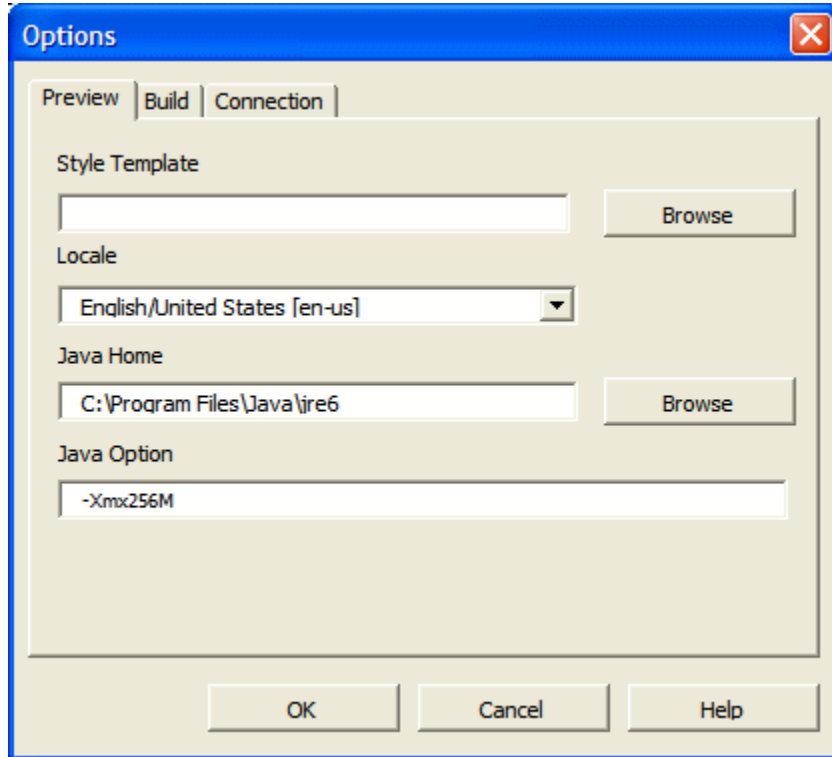 Options
Preview Build Connection
Style Template
Browse
Locale
English/United States [en-us]
Java Home
C:\Program Files\Java\jre6 Browse
Java Option
-Xmx256M
OK Cancel Help